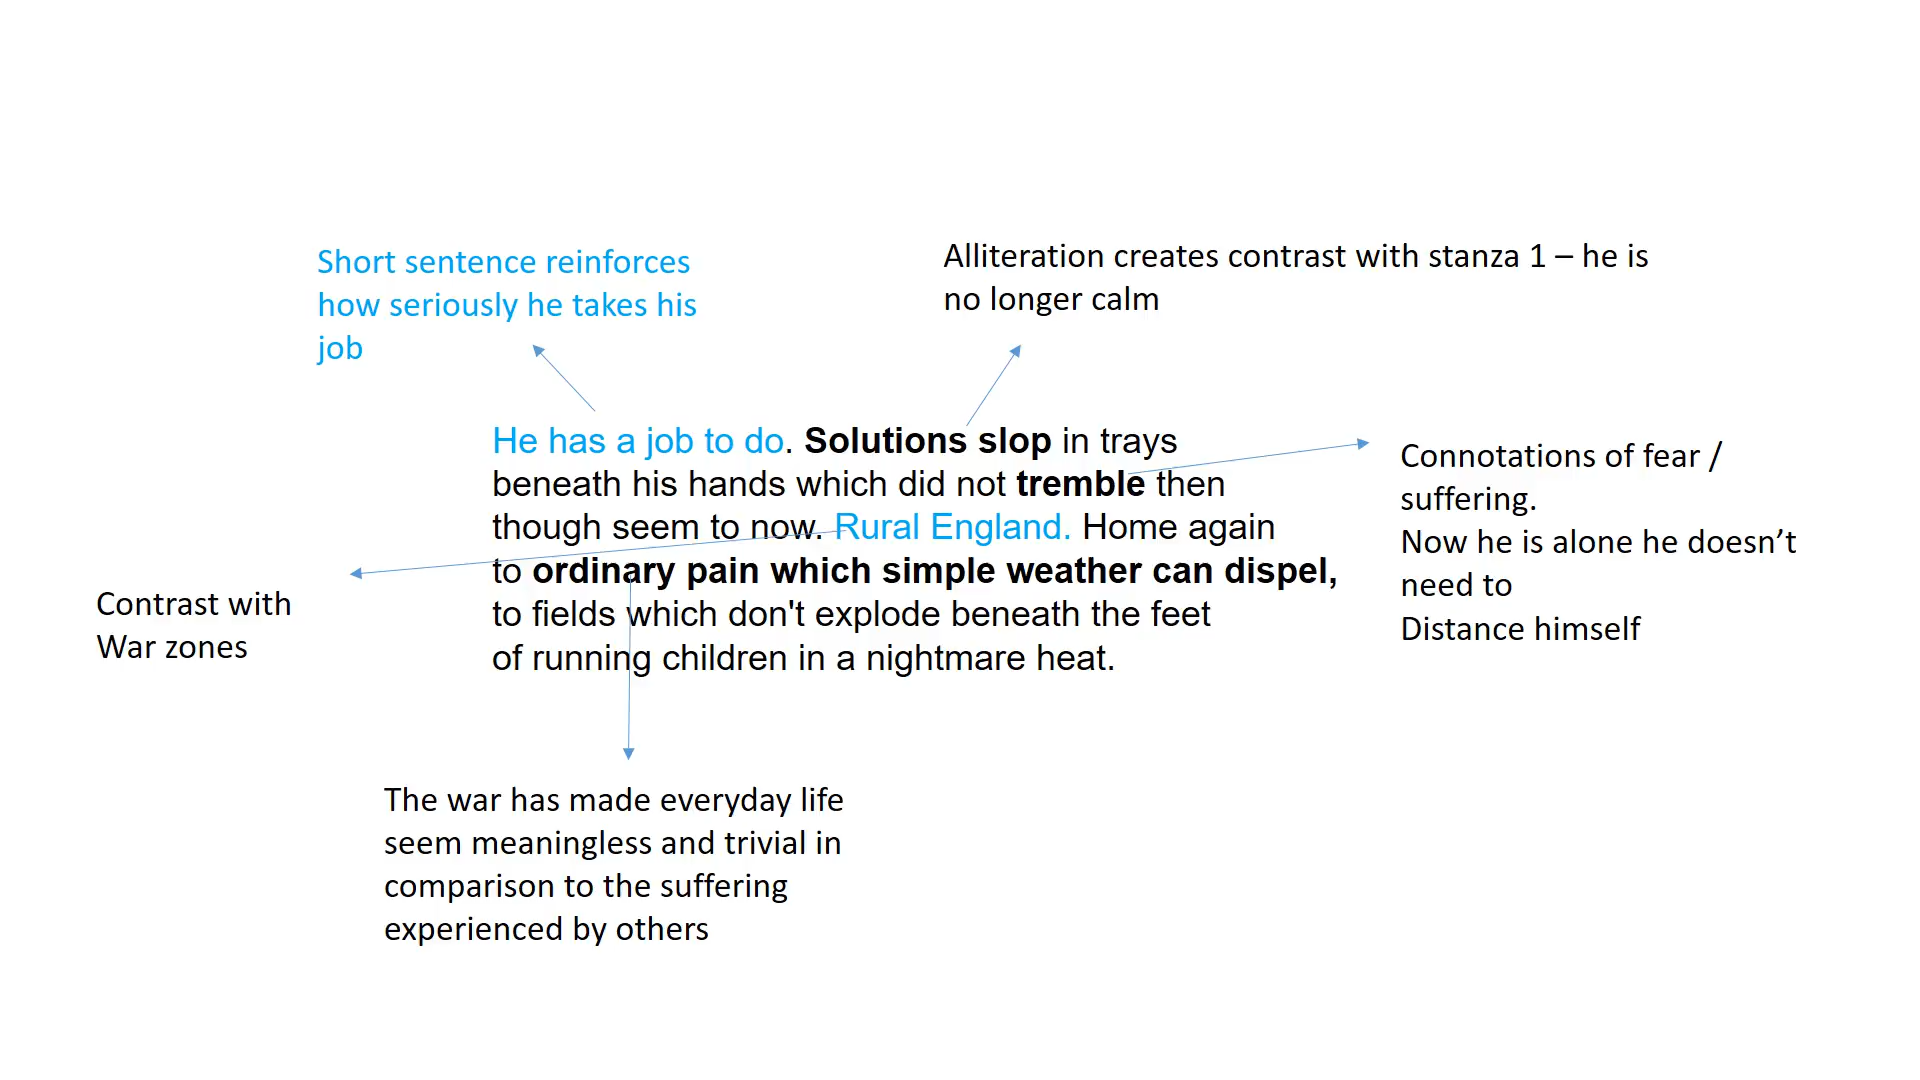 Short sentence reinforces
how seriously he takes his
job
Alliteration creates contrast with stanza 1 – he is
no longer calm
He has a job to do. Solutions slop in trays
beneath his hands which did not tremble then
though seem to now. Rural England. Home again
to ordinary pain which simple weather can dispel,
to fields which don't explode beneath the feet
of running children in a nightmare heat.
Connotations of fear /
suffering.
Now he is alone he doesn’t
need to
Distance himself
Contrast with
War zones
The war has made everyday life
seem meaningless and trivial in
comparison to the suffering
experienced by others